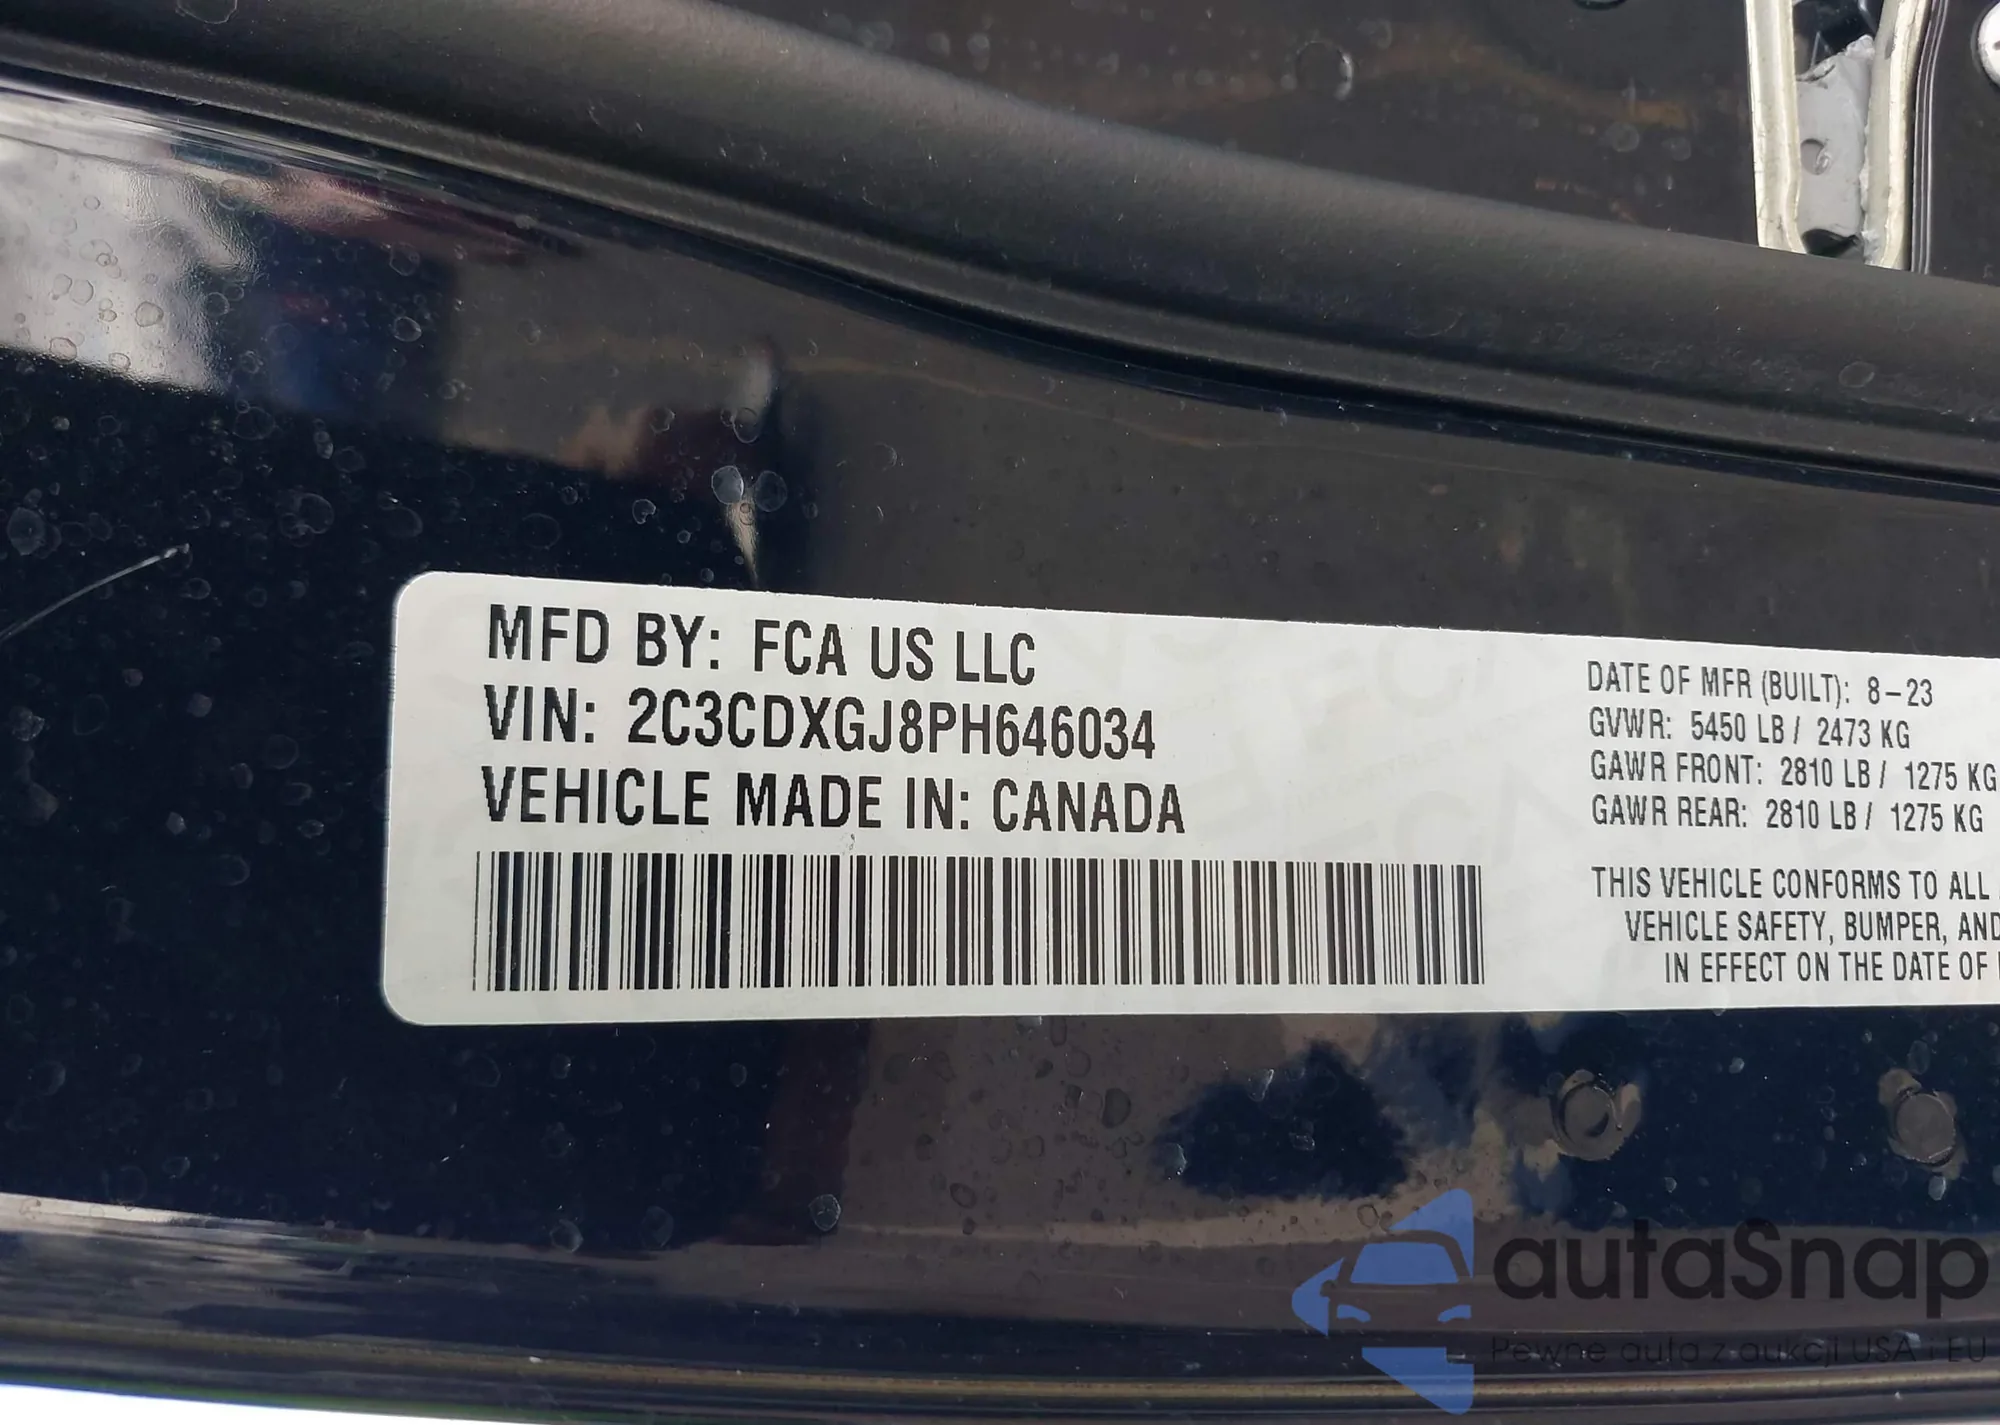 MFD BY: FCA US LLC
VIN: 2C3CDXGJ8PH646034
VEHICLE MADE IN: CANADA
DATE OF MFR (BUILT): 8-23
GVWR: 5450 LB / 2473 KG
GAWR FRONT: 2810 LB / 1275 KG
GAWR REAR: 2810 LB / 1275 KG
THIS VEHICLE CONFORMS TO ALL
VEHICLE SAFETY, BUMPER, AND
IN EFFECT ON THE DATE OF
autaSnap
Pewne auta z aukcji USA i EU